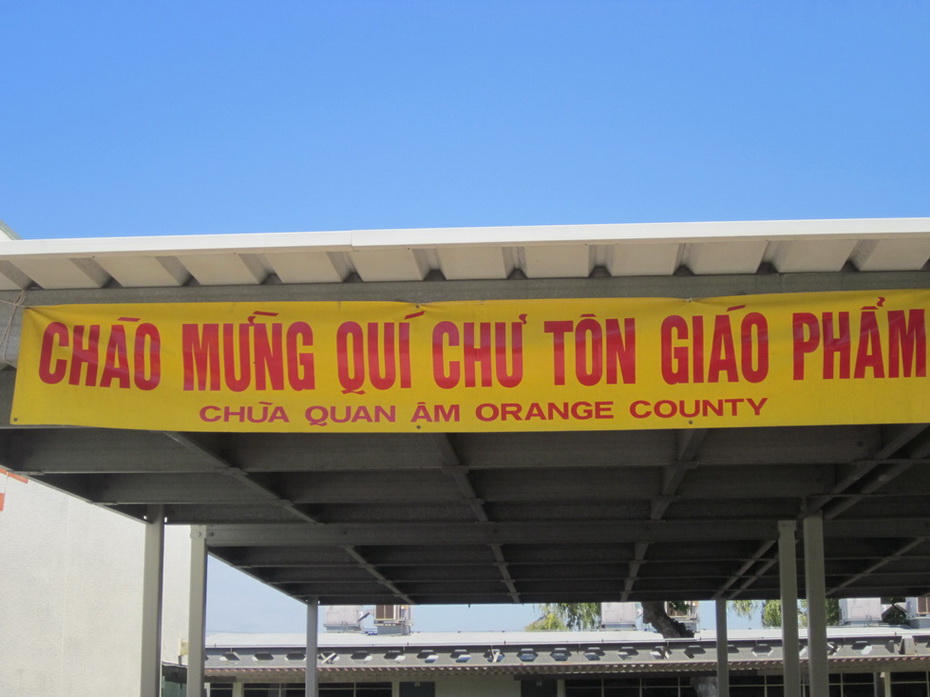 CHÀO MỪNG QUÍ CHƯ TÔN GIÁO PHẨM
CHÙA QUAN ÂM ORANGE COUNTY